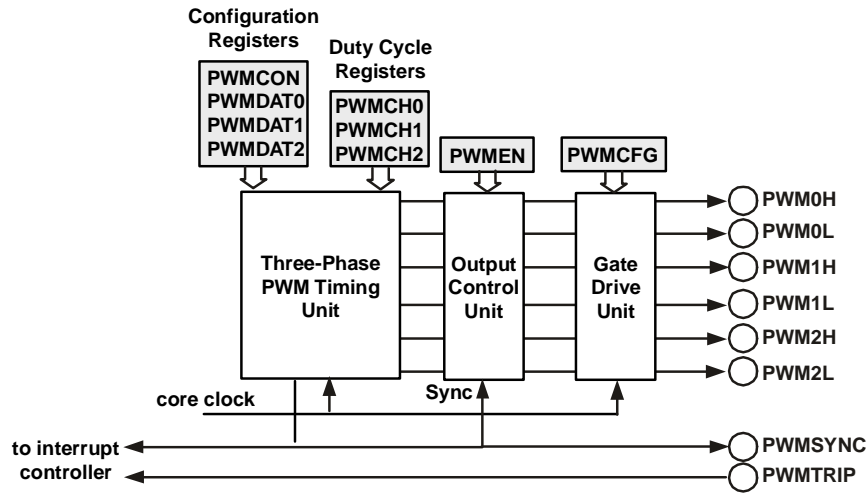 Configuration
Registers
Duty Cycle
Registers
PWMCON
PWMDAT0
PWMDAT1
PWMDAT2
PWMCH0
PWMCH1
PWMCH2
PWMEN
PWMCFG
Three-Phase
PWM Timing
Unit
Output
Control
Unit
Gate
Drive
Unit
PWM0H
PWM0L
PWM1H
PWM1L
PWM2H
PWM2L
core clock
Sync
to interrupt
controller
PWMSYNC
PWMTRIP